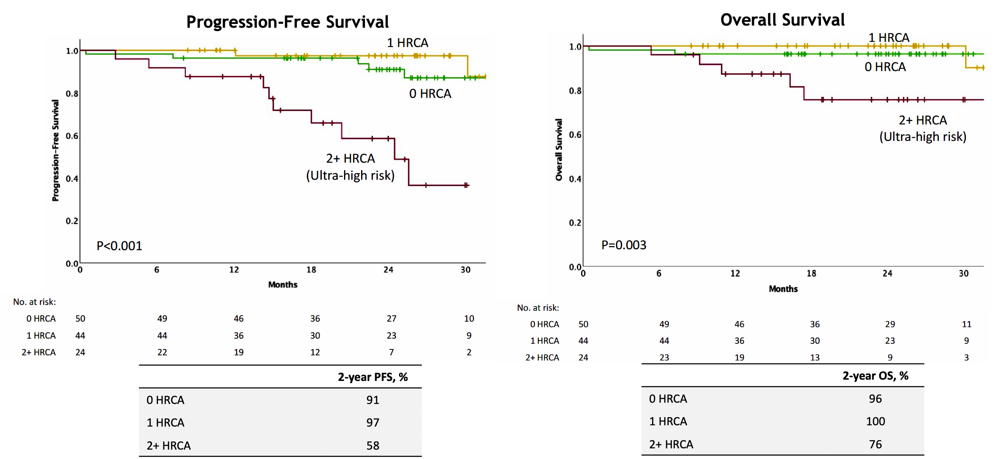 Progression-Free Survival
1 HRCA
0 HRCA
2+ HRCA
(Ultra-high risk)
P<0.001
Progression-Free Survival
1.0
0.8
0.6
0.4
0.2
0.0
0 6 12 18 24 30
Months
No. at risk:
0 HRCA 50 49 46 36 27 10
1 HRCA 44 44 36 30 23 9
2+ HRCA 24 22 19 12 7 2
2-year PFS, %
0 HRCA 91
1 HRCA 97
2+ HRCA 58
Overall Survival
1 HRCA
0 HRCA
2+ HRCA
(Ultra-high risk)
P=0.003
Overall Survival
1.0
0.8
0.6
0.4
0.2
0.0
0 6 12 18 24 30
Months
No. at risk:
0 HRCA 50 49 46 36 29 11
1 HRCA 44 44 36 30 23 9
2+ HRCA 24 23 19 13 9 3
2-year OS, %
0 HRCA 96
1 HRCA 100
2+ HRCA 76